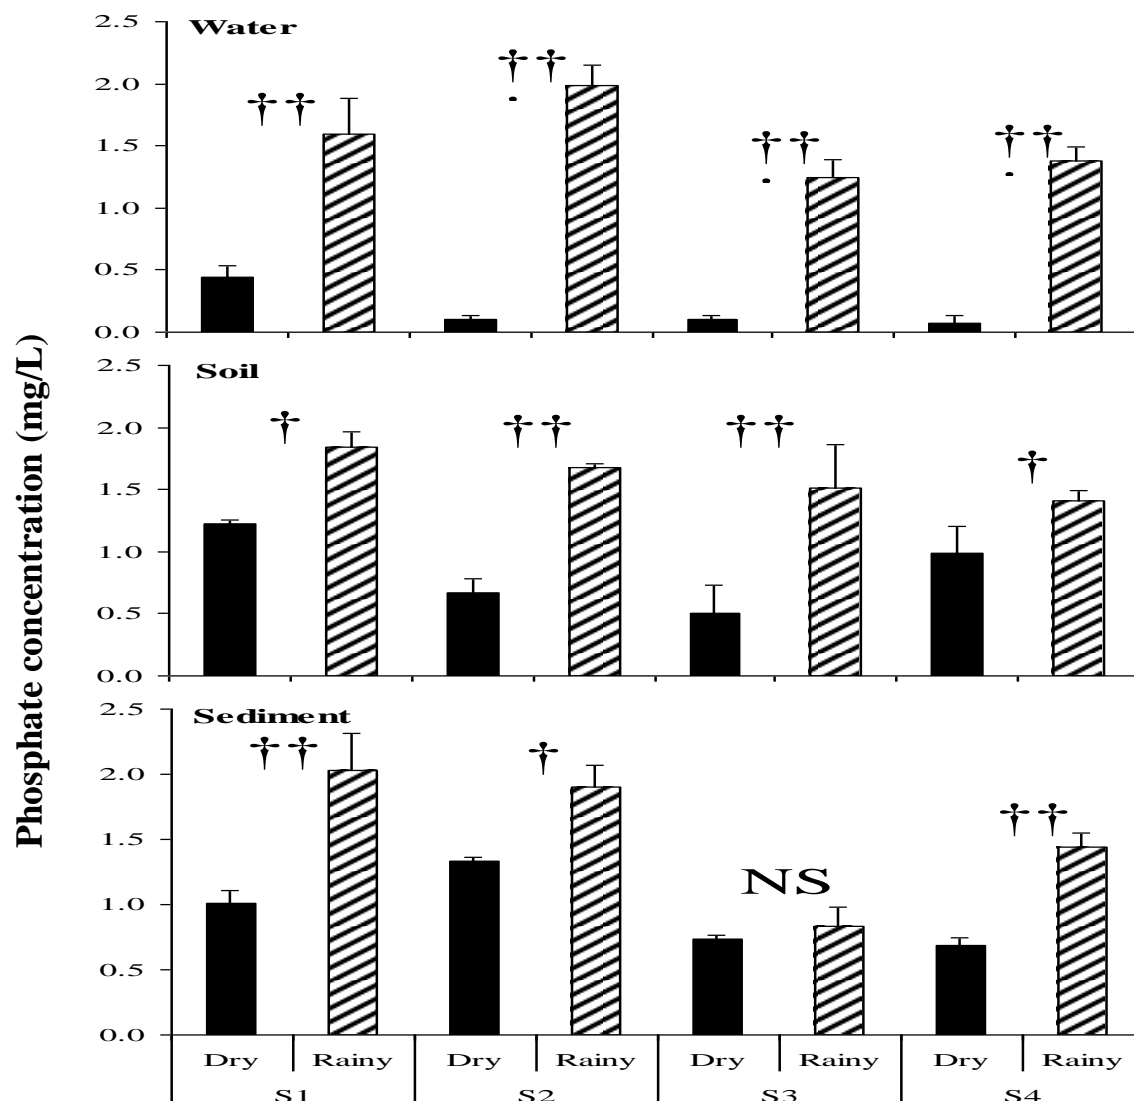 Phosphate concentration (mg/L)
Water
2.5
2.0
1.5
1.0
0.5
0.0
†† †† †† ††
Soil
2.5
2.0
1.5
1.0
0.5
0.0
† †† †† †
Sediment
2.5
2.0
1.5
1.0
0.5
0.0
†† † NS ††
Dry Rainy Dry Rainy Dry Rainy Dry Rainy
S1 S2 S3 S4